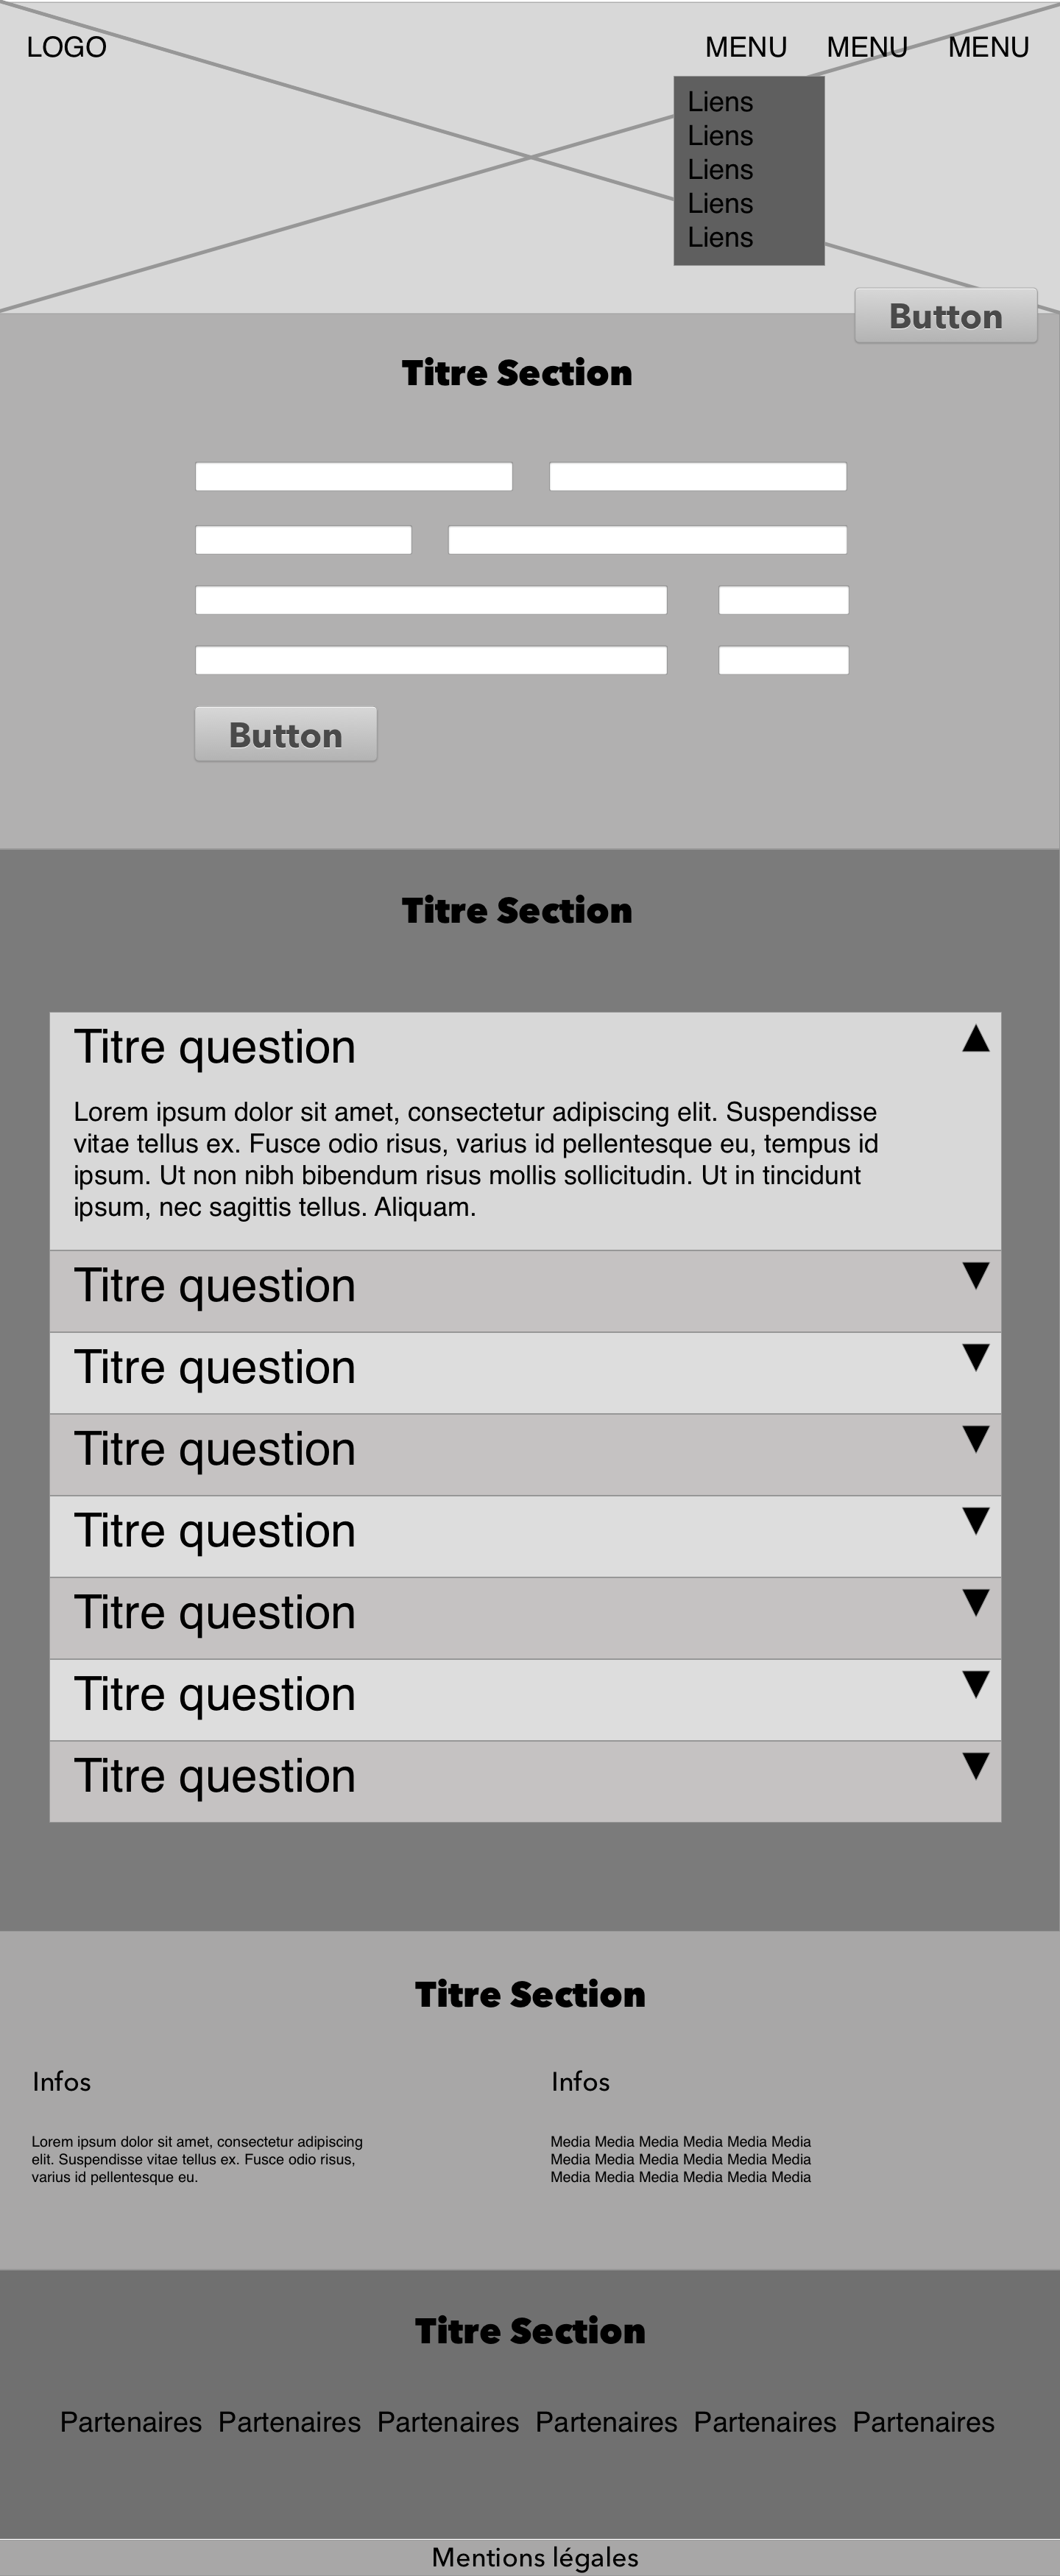 LOGO MENU MENU MENU
Liens
Liens
Liens
Liens
Liens
Button
Titre Section
Button
Titre Section
Titre question
Lorem ipsum dolor sit amet, consectetur adipiscing elit. Suspendisse
vitae tellus ex. Fusce odio risus, varius id pellentesque eu, tempus id
ipsum. Ut non nibh bibendum risus mollis sollicitudin. Ut in tincidunt
ipsum, nec sagittis tellus. Aliquam.
Titre question
Titre question
Titre question
Titre question
Titre question
Titre question
Titre question
Titre Section
Infos
Lorem ipsum dolor sit amet, consectetur adipiscing
elit. Suspendisse vitae tellus ex. Fusce odio risus,
varius id pellentesque eu.
Infos
Media Media Media Media Media Media
Media Media Media Media Media Media
Media Media Media Media Media Media
Titre Section
Partenaires Partenaires Partenaires Partenaires Partenaires Partenaires
Mentions légales